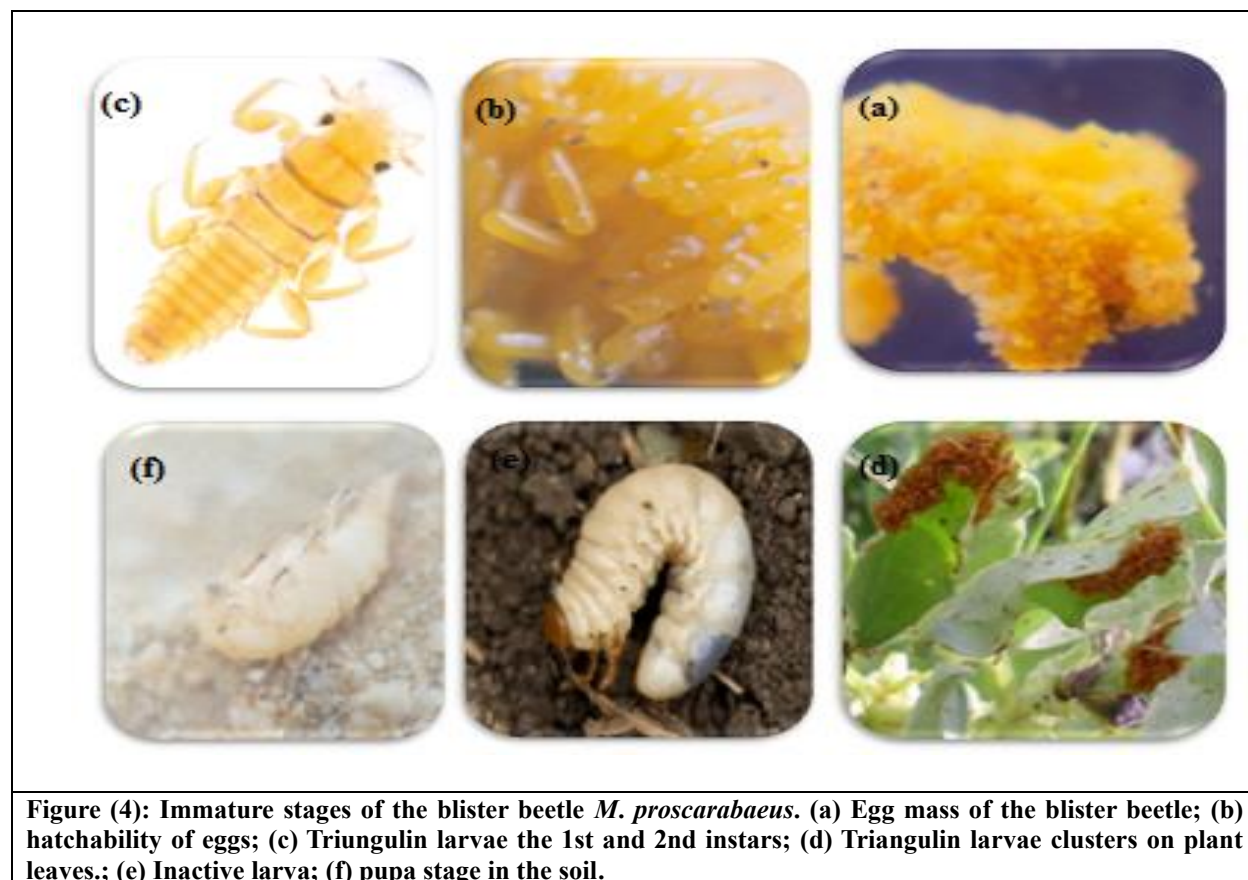 (c)
(b)
(a)
(f)
(e)
(d)
Figure (4): Immature stages of the blister beetle M. proscarabaeus. (a) Egg mass of the blister beetle; (b)
hatchability of eggs; (c) Triungulin larvae the 1st and 2nd instars; (d) Triangulin larvae clusters on plant
leaves.; (e) Inactive larva; (f) pupa stage in the soil.